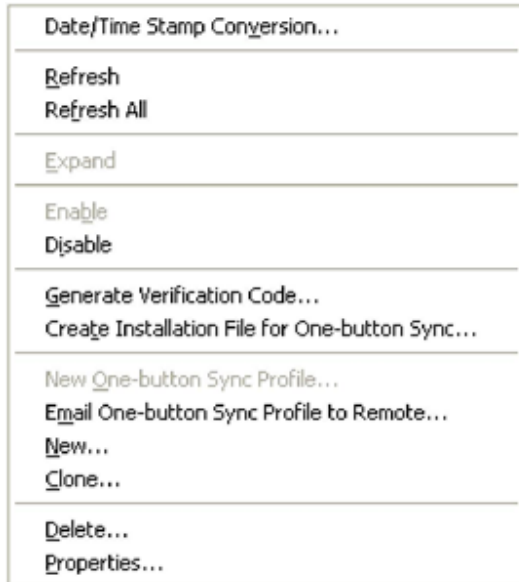 Date/Time Stamp Conversion...
Refresh
Refresh All
Expand
Enable
Disable
Generate Verification Code...
Create Installation File for One-button Sync...
New One-button Sync Profile...
Email One-button Sync Profile to Remote...
New...
Clone...
Delete...
Properties...